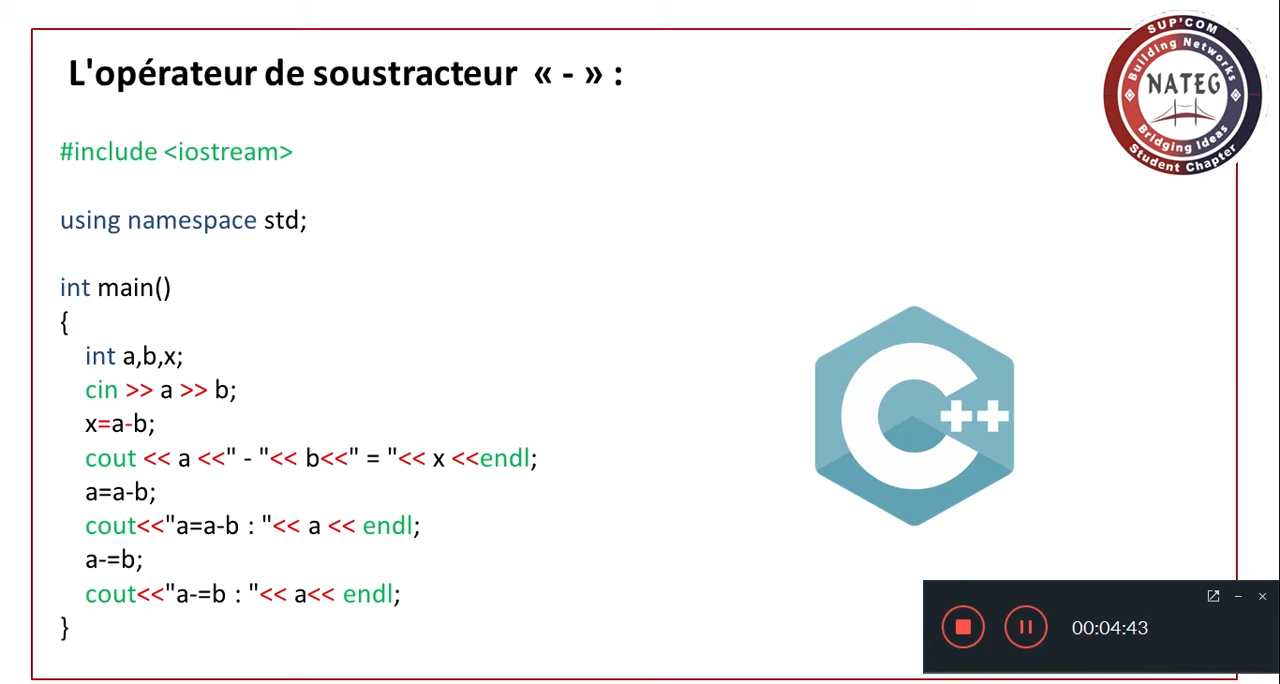 L'opérateur de soustracteur « - » :
#include <iostream>
using namespace std;
int main()
{
int a,b,x;
cin >> a >> b;
x=a-b;
cout << a <<" - "<< b<<" = "<< x <<endl;
a=a-b;
cout<<"a=a-b : "<< a << endl;
a-=b;
cout<<"a-=b : "<< a<< endl;
}
SUP'COM
Building Networks
NATEG
Bridging Ideas
Student Chapter
C++
00:04:43